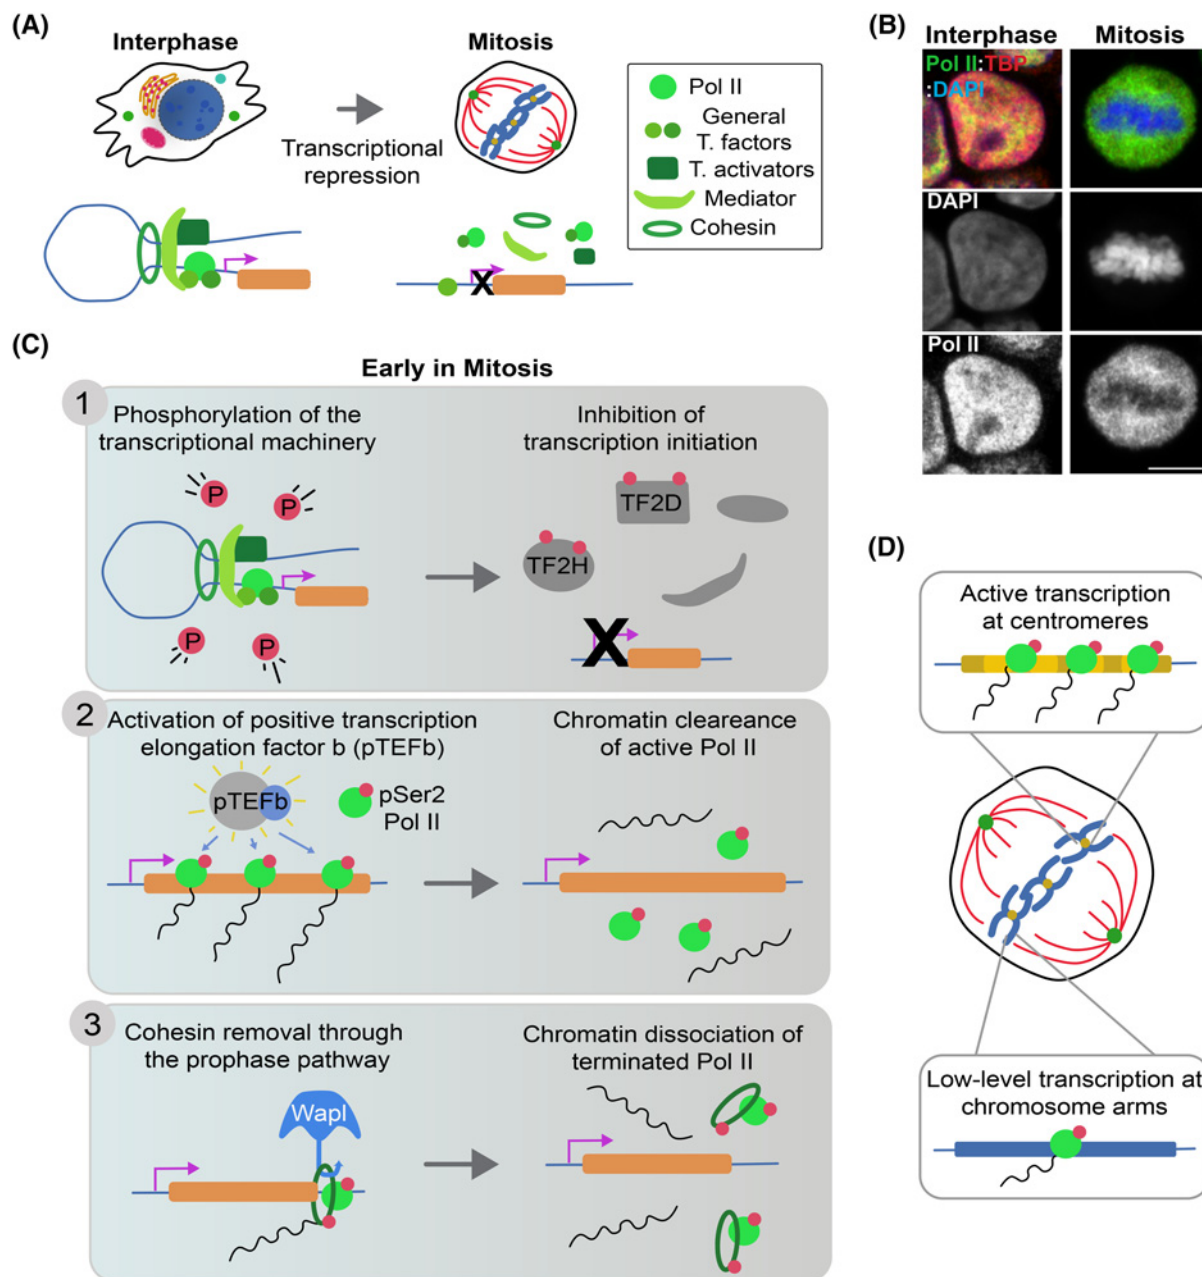 (A)
Interphase
Mitosis
Transcriptional
repression
Pol II
General
T. factors
T. activators
Mediator
Cohesin
X
(B)
Interphase
Mitosis
Pol II:TBP
:DAPI
DAPI
Pol II
(C)
Early in Mitosis
1
Phosphorylation of the
transcriptional machinery
Inhibition of
transcription initiation
P
P
P
P
TF2D
TF2H
X
2
Activation of positive transcription
elongation factor b (pTEFb)
Chromatin cleareance
of active Pol II
pTEFb
pSer2
Pol II
3
Cohesin removal through
the prophase pathway
Chromatin dissociation of
terminated Pol II
Wapl
(D)
Active transcription
at centromeres
Low-level transcription at
chromosome arms